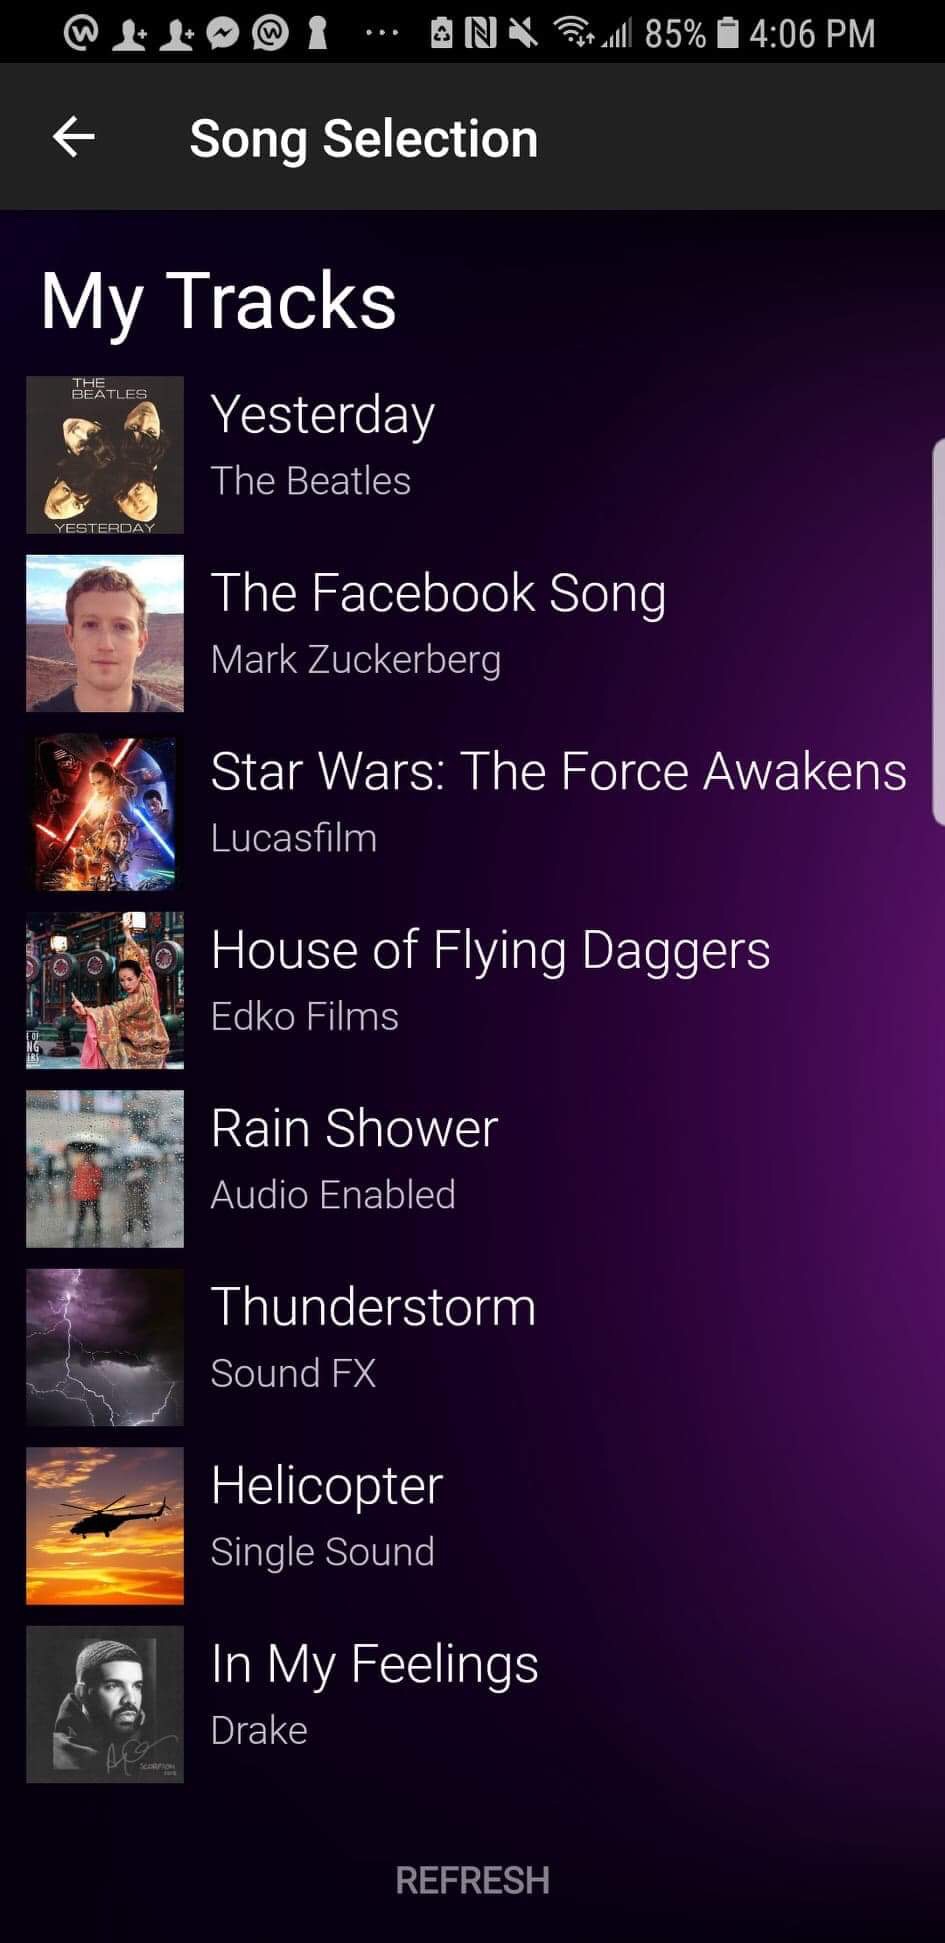 85% 4:06 PM
Song Selection
My Tracks
THE
BEATLES
YESTERDAY
Yesterday
The Beatles
The Facebook Song
Mark Zuckerberg
Star Wars: The Force Awakens
Lucasfilm
House of Flying Daggers
Edko Films
Rain Shower
Audio Enabled
Thunderstorm
Sound FX
Helicopter
Single Sound
In My Feelings
Drake
SCORPION
REFRESH